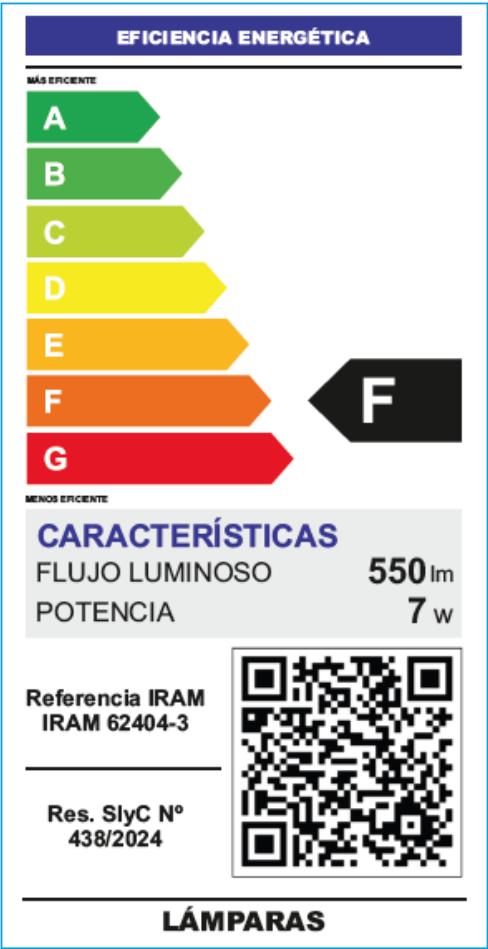 EFICIENCIA ENERGÉTICA
MÁS EFICIENTE
A
B
C
D
E
F
F
G
MENOS EFICIENTE
CARACTERÍSTICAS
FLUJO LUMINOSO 550 lm
POTENCIA 7 w
Referencia IRAM
IRAM 62404-3
Res. SIyC Nº
438/2024
LÁMPARAS